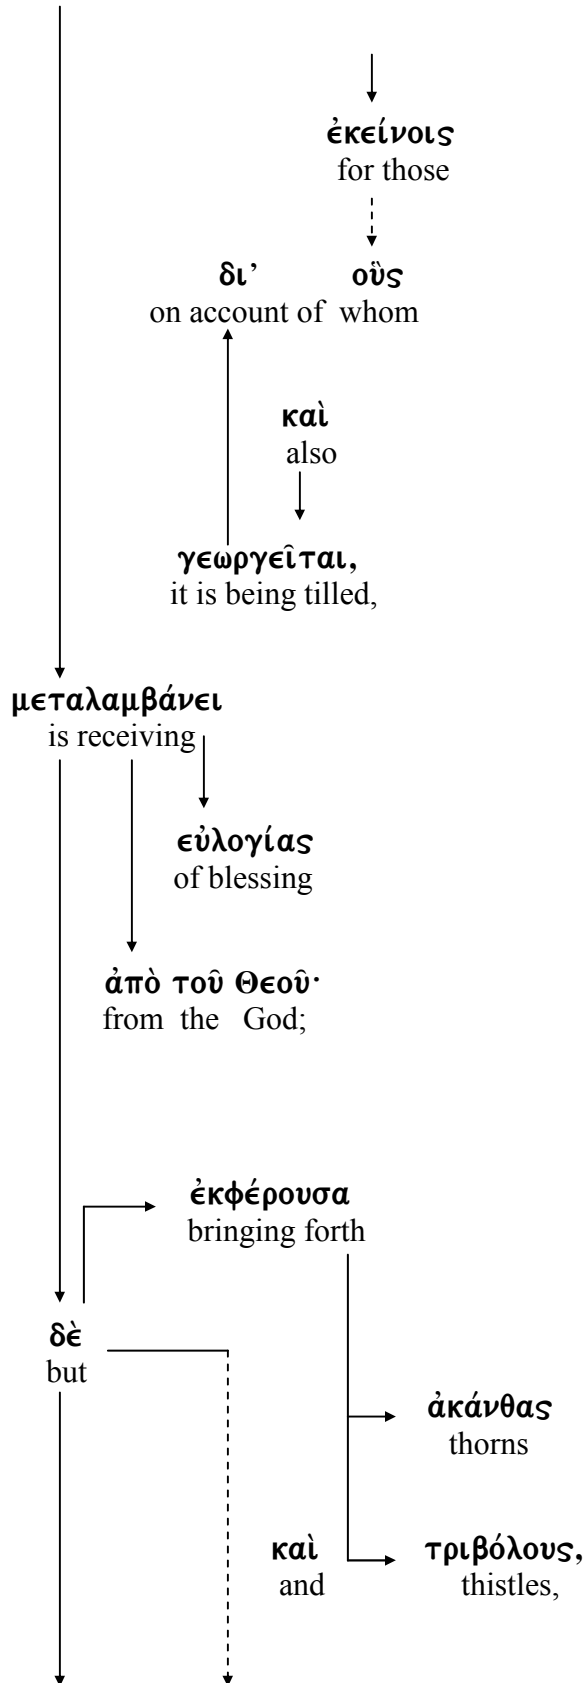 ἐκείνοις
for those
δι’ οὓς
on account of whom
καὶ
also
γεωργεῖται,
it is being tilled,
μεταλαμβάνει
is receiving
εὐλογίας
of blessing
ἀπὸ τοῦ Θεοῦ·
from the God;
ἐκφέρουσα
bringing forth
δὲ
but
ἀκάνθας
thorns
καὶ τριβόλους,
and thistles,